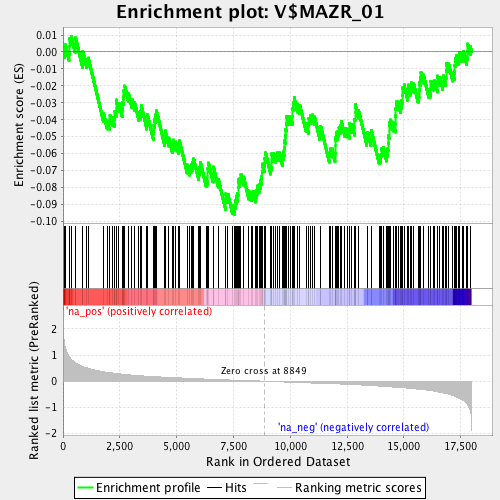 Enrichment plot: V$MAZR_01
Enrichment score (ES)
0.01
0.00
-0.01
-0.02
-0.03
-0.04
-0.05
-0.06
-0.07
-0.08
-0.09
-0.10
'na_pos' (positively correlated)
Ranked list metric (PreRanked)
2
1
0
-1
-2
Zero cross at 8849
'na_neg' (negatively correlated)
0
2,500
5,000
7,500
10,000
12,500
15,000
17,500
Rank in Ordered Dataset
Enrichment profile
Hits
Ranking metric scores